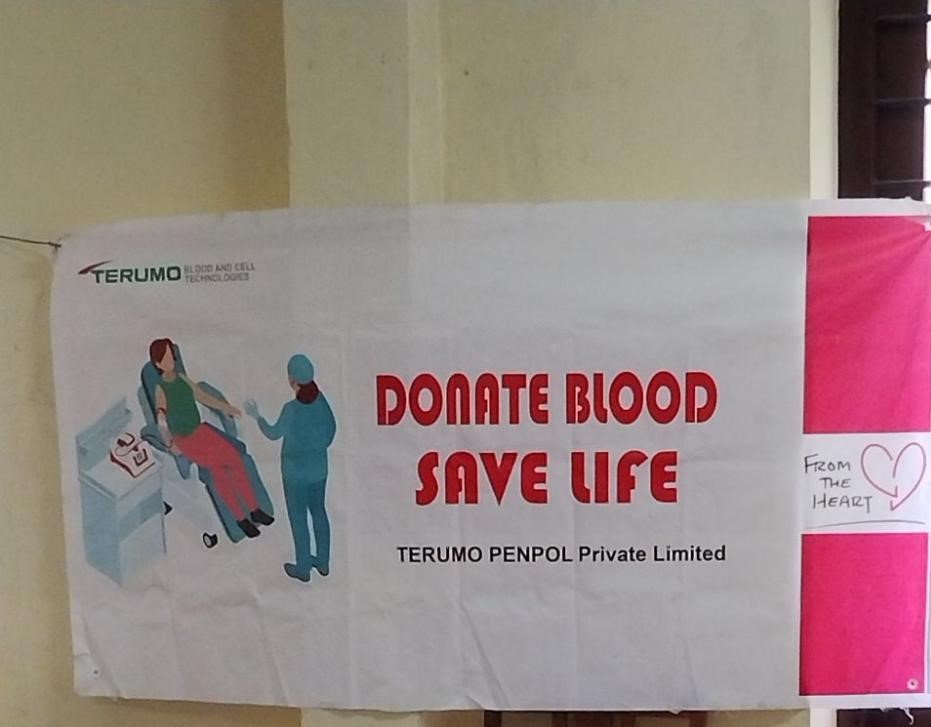 TERUMO BLOOD AND CELL
TECHNOLOGIES
DONATE BLOOD
SAVE LIFE
TERUMO PENPOL Private Limited
FROM
THE
HEART